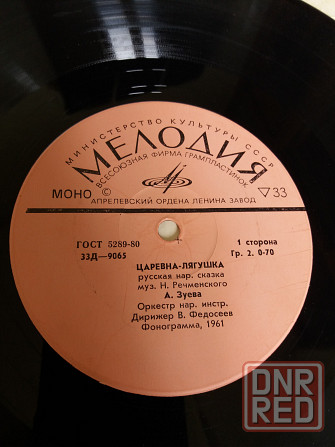 МИНИСТЕРСТВО КУЛЬТУРЫ СССР
МЕЛОДИЯ
ВСЕСОЮЗНАЯ ФИРМА ГРАМПЛАСТИНОК
МОНО
33
АПРЕЛЕВСКИЙ ОРДЕНА ЛЕНИНА ЗАВОД
ГОСТ 5289-80
33Д—9065
1 сторона
Гр. 2. 0-70
ЦАРЕВНА-ЛЯГУШКА
русская нар. сказка
муз. Н. Речменского
А. Зуева
Оркестр нар. инстр.
Дирижер В. Федосеев
Фонограмма, 1961
DNR
RED